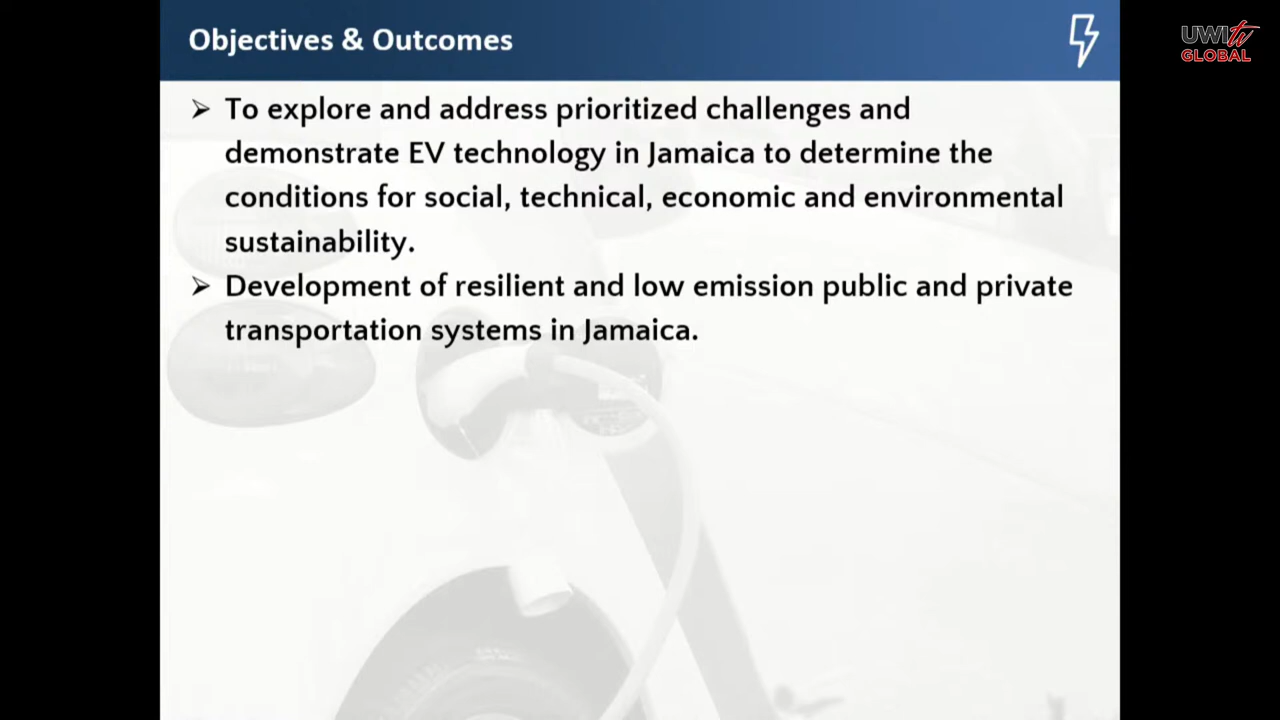 Objectives & Outcomes
UWItv
GLOBAL
➢ To explore and address prioritized challenges and
demonstrate EV technology in Jamaica to determine the
conditions for social, technical, economic and environmental
sustainability.
➢ Development of resilient and low emission public and private
transportation systems in Jamaica.